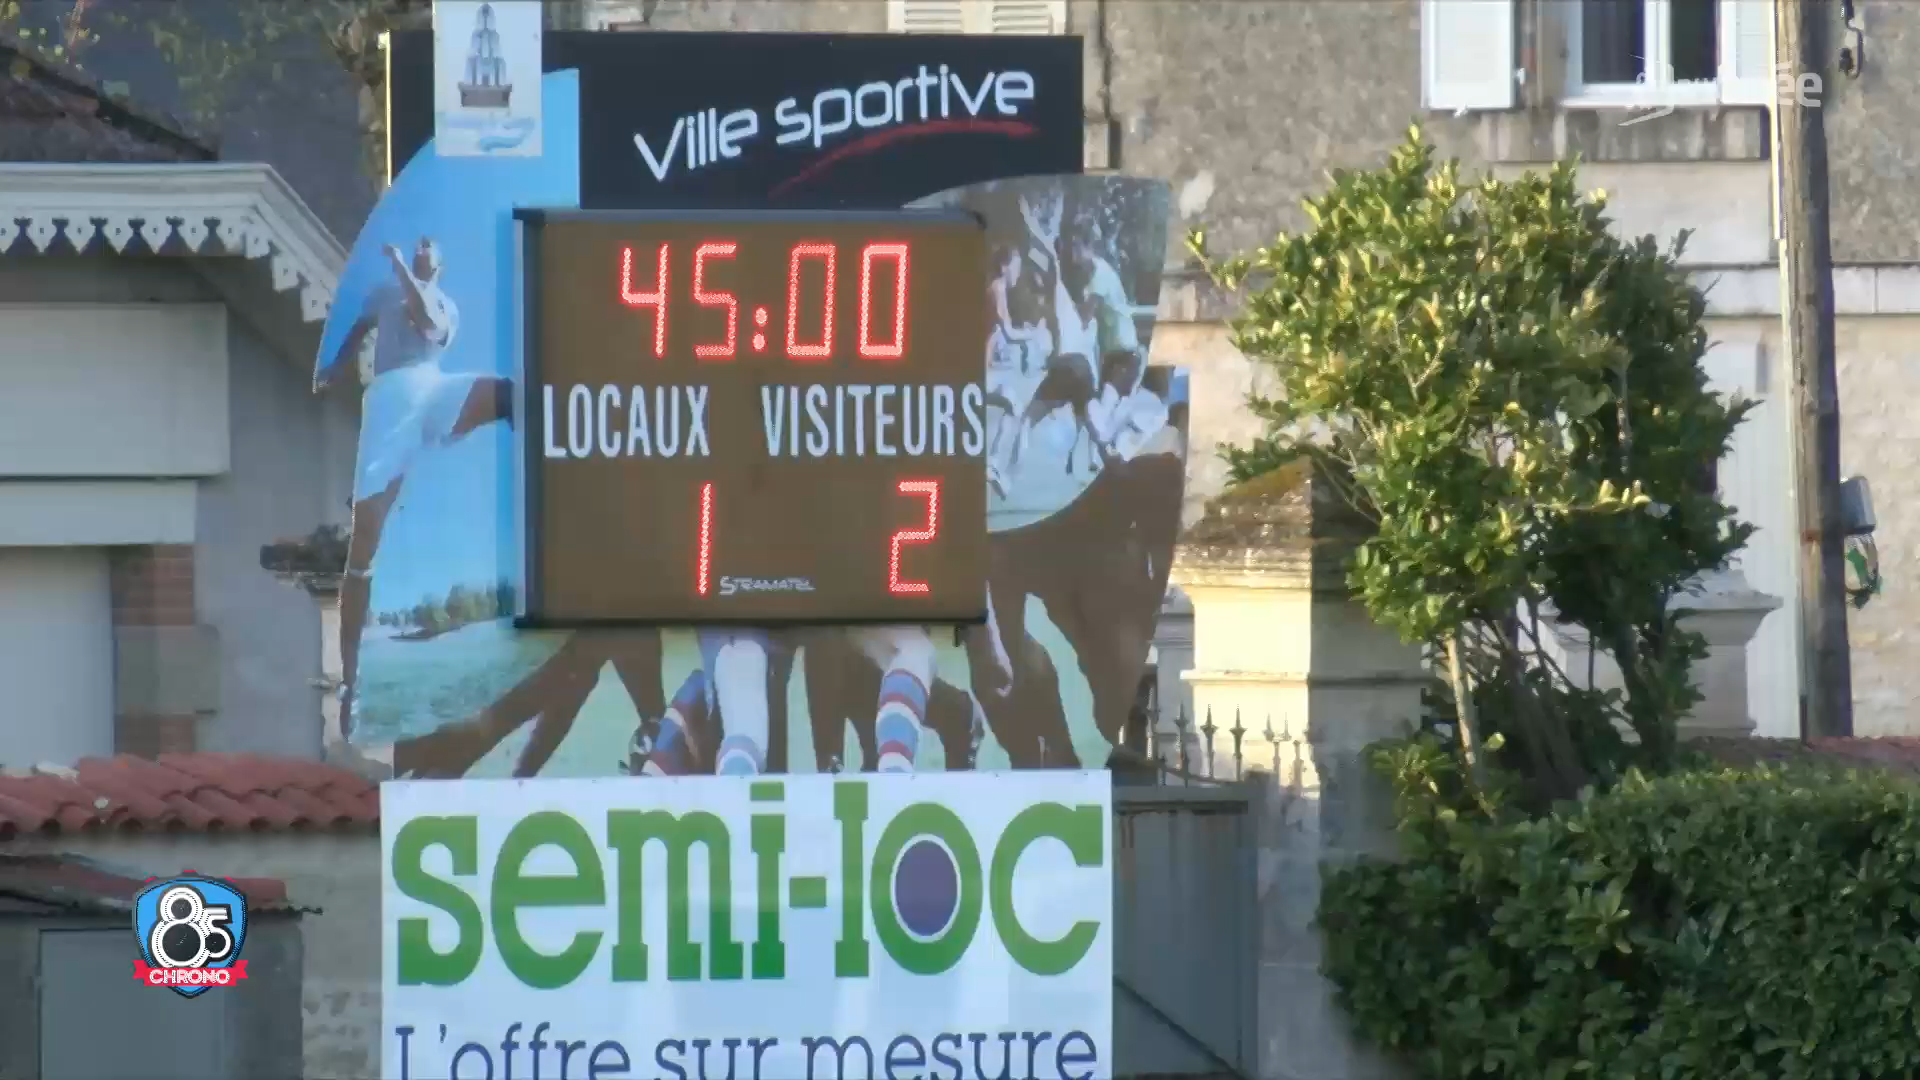 Ville sportive
45:00
LOCAUX VISITEURS
1 2
STRAMATEL
semi-loc
L'offre sur mesure
85
CHRONO